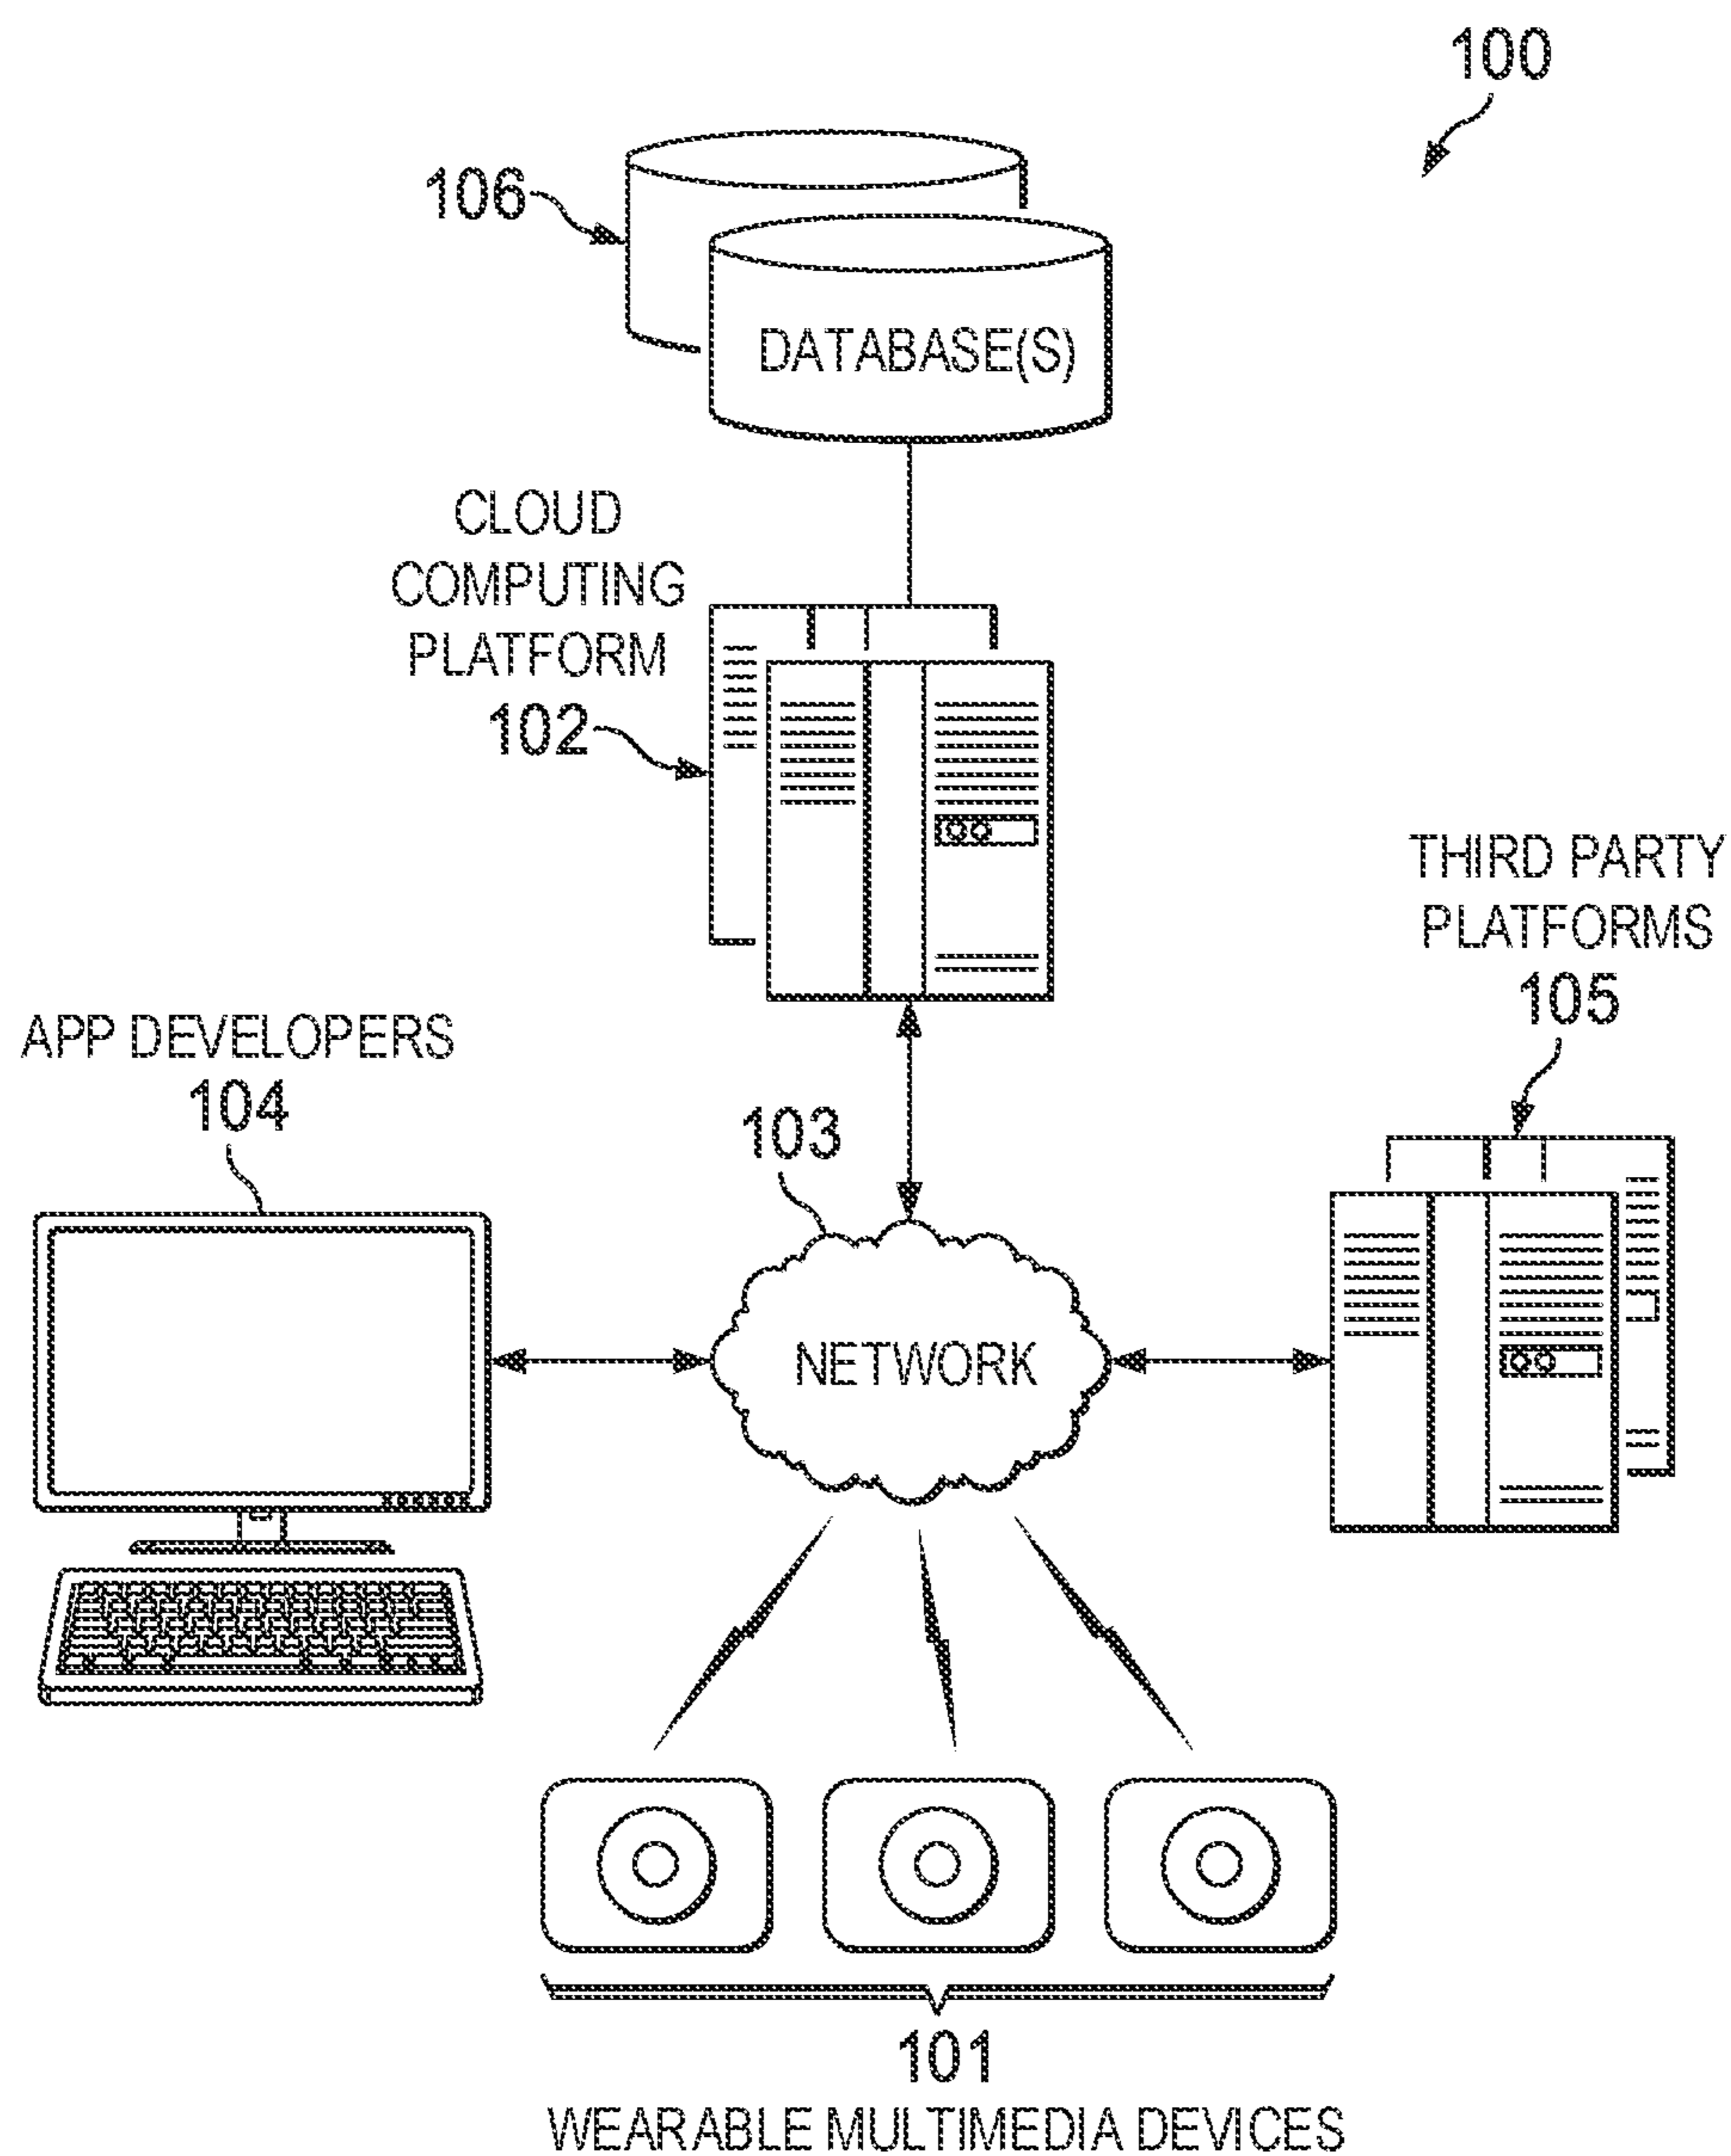 100
106
DATABASE(S)
CLOUD
COMPUTING
PLATFORM
102
THIRD PARTY
PLATFORMS
105
APP DEVELOPERS
104
103
NETWORK
101
WEARABLE MULTIMEDIA DEVICES